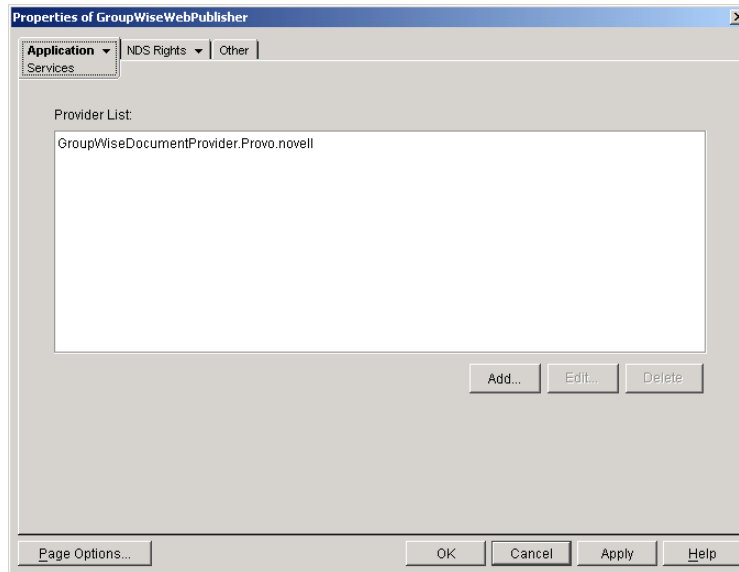 Properties of GroupWiseWebPublisher
Application NDS Rights Other
Services
Provider List:
GroupWiseDocumentProvider.Provo.novell
Add... Edit... Delete
Page Options... OK Cancel Apply Help